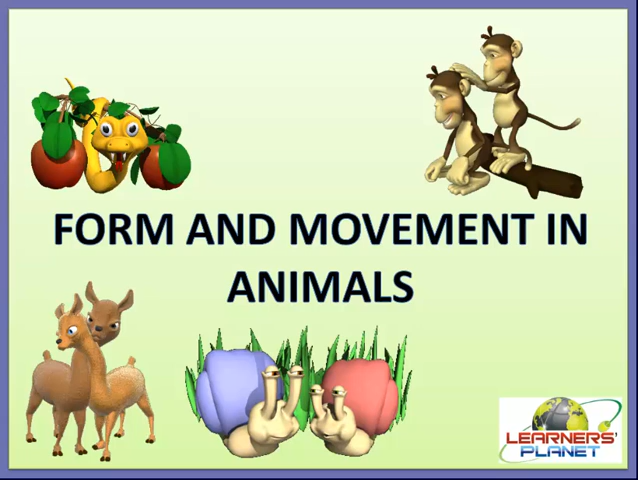 FORM AND MOVEMENT IN
ANIMALS
LEARNERS'
PLANET